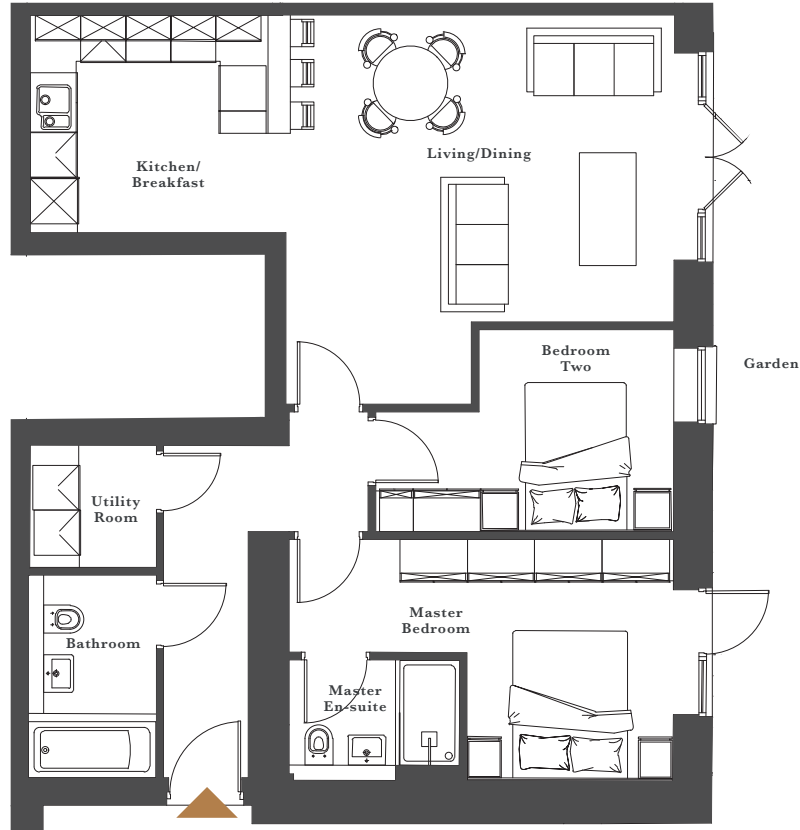 Kitchen/
Breakfast
Living/Dining
Bedroom
Two
Garden
Utility
Room
Master
Bedroom
Bathroom
Master
En-suite